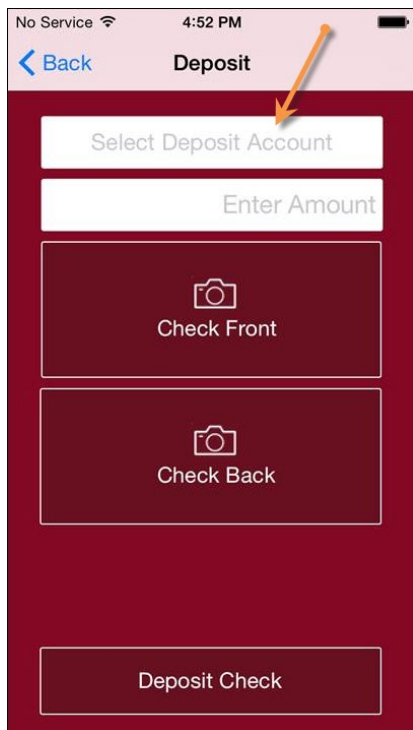 No Service 4:52 PM
Back Deposit
Select Deposit Account
Enter Amount
Check Front
Check Back
Deposit Check